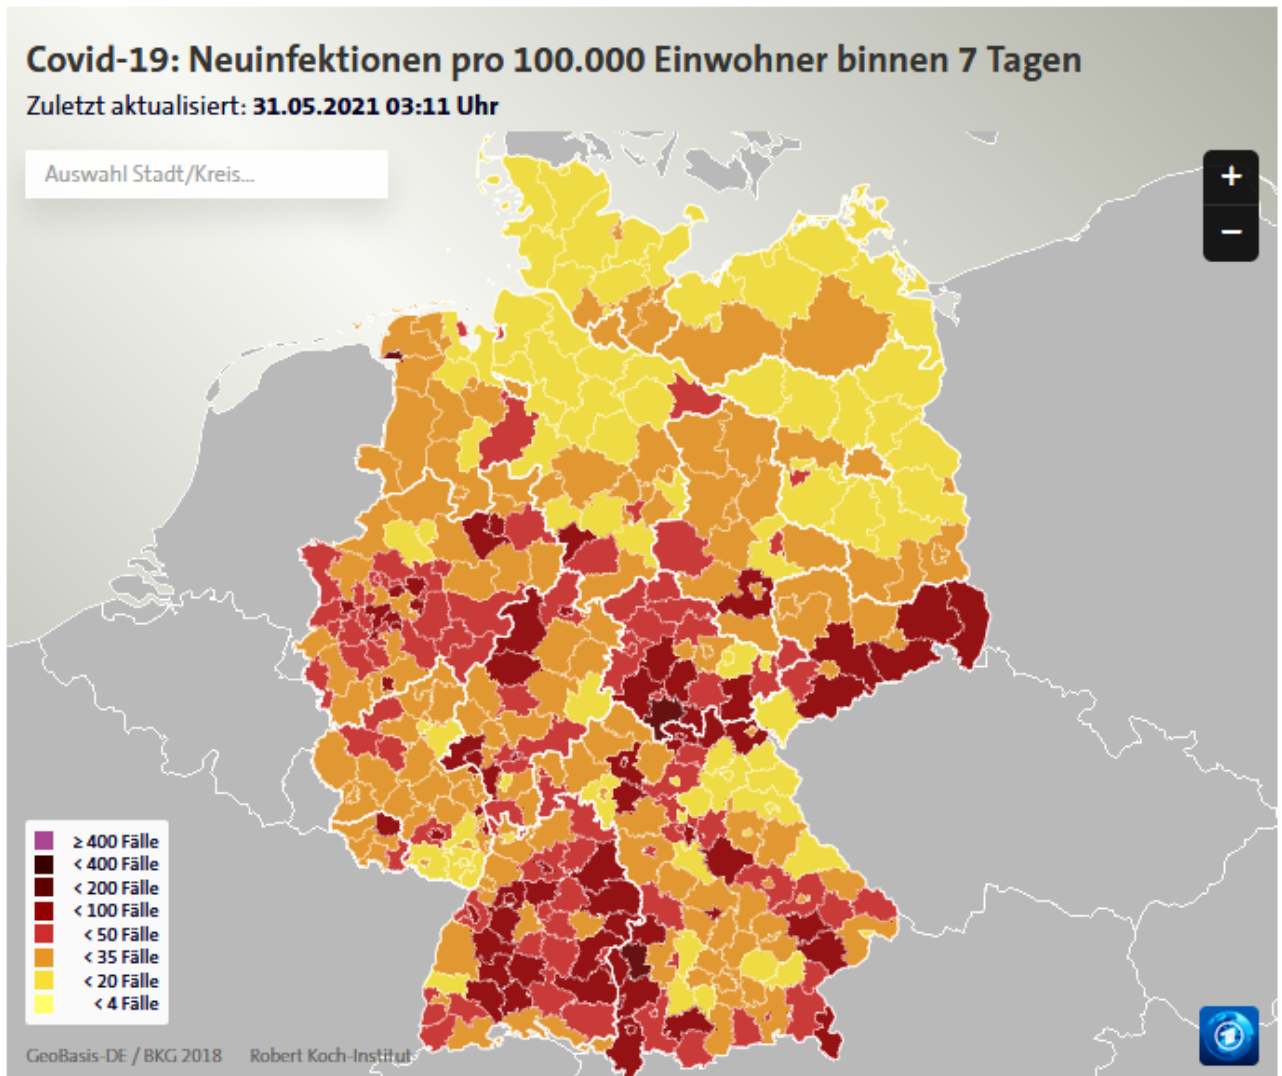 Covid-19: Neuinfektionen pro 100.000 Einwohner binnen 7 Tagen
Zuletzt aktualisiert: 31.05.2021 03:11 Uhr
Auswahl Stadt/Kreis...
+
−
≥ 400 Fälle
< 400 Fälle
< 200 Fälle
< 100 Fälle
< 50 Fälle
< 35 Fälle
< 20 Fälle
< 4 Fälle
GeoBasis-DE / BKG 2018 Robert Koch-Institut